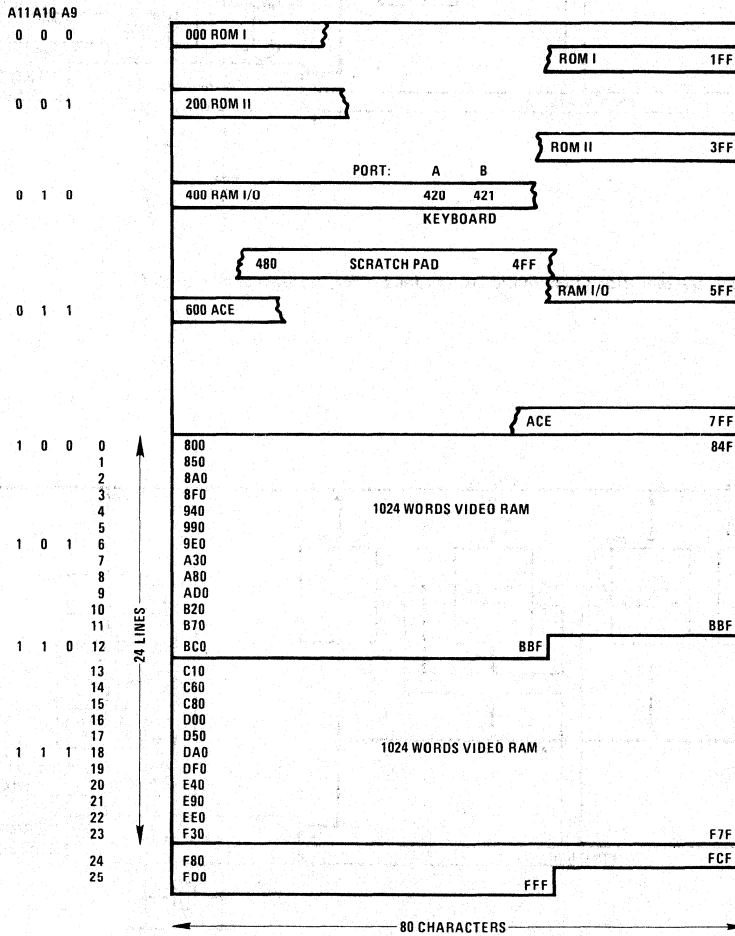 A11 A10 A9
0 0 0 000 ROM I
ROM I 1FF
0 0 1 200 ROM II
ROM II 3FF
PORT: A B
0 1 0 400 RAM I/O 420 421
KEYBOARD
480 SCRATCH PAD 4FF
RAM I/O 5FF
0 1 1 600 ACE
ACE 7FF
1 0 0 0 800 84F
1 850
2 8A0
3 8F0
4 940 1024 WORDS VIDEO RAM
5 990
1 0 1 6 9E0
7 A30
8 A80
9 AD0
10 B20
11 B70 BBF
1 1 0 12 BC0 BBF
24 LINES
13 C10
14 C60
15 C80
16 D00
17 D50
1 1 1 18 DA0 1024 WORDS VIDEO RAM
19 DF0
20 E40
21 E90
22 EE0
23 F30 F7F
24 F80 FCF
25 FD0 FFF
80 CHARACTERS